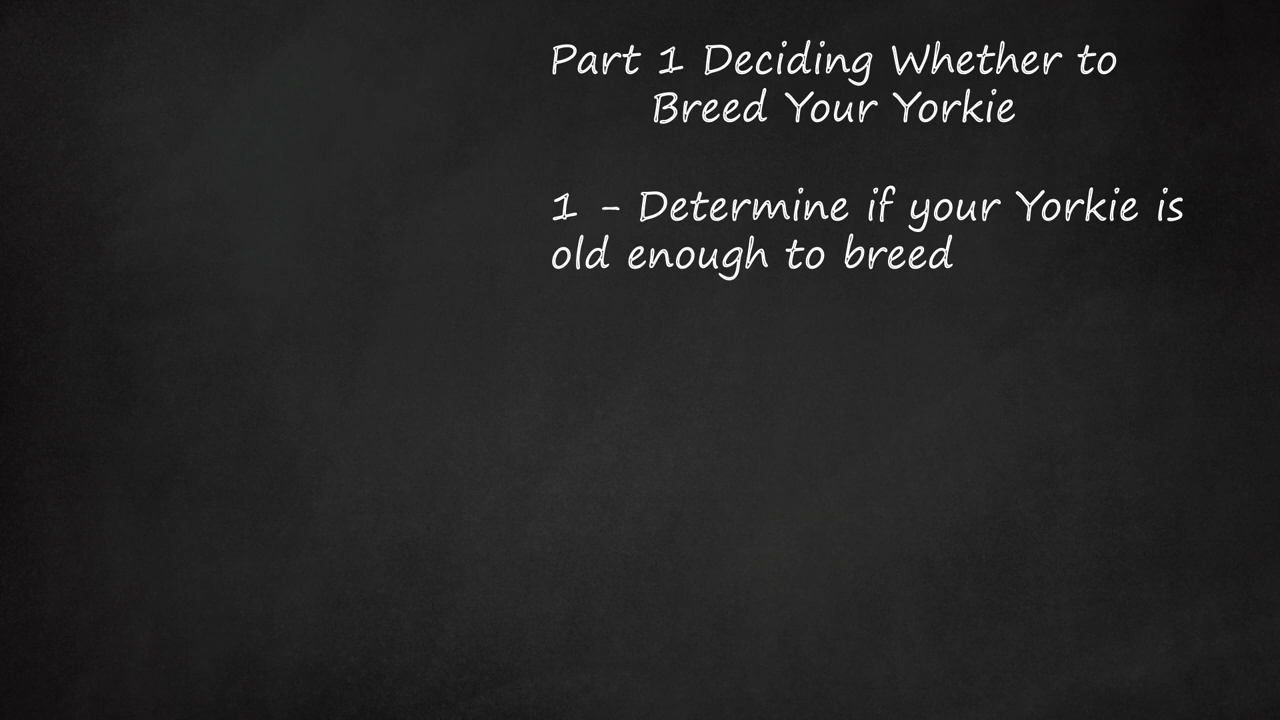 Part 1 Deciding Whether to
Breed Your Yorkie
1 - Determine if your Yorkie is
old enough to breed